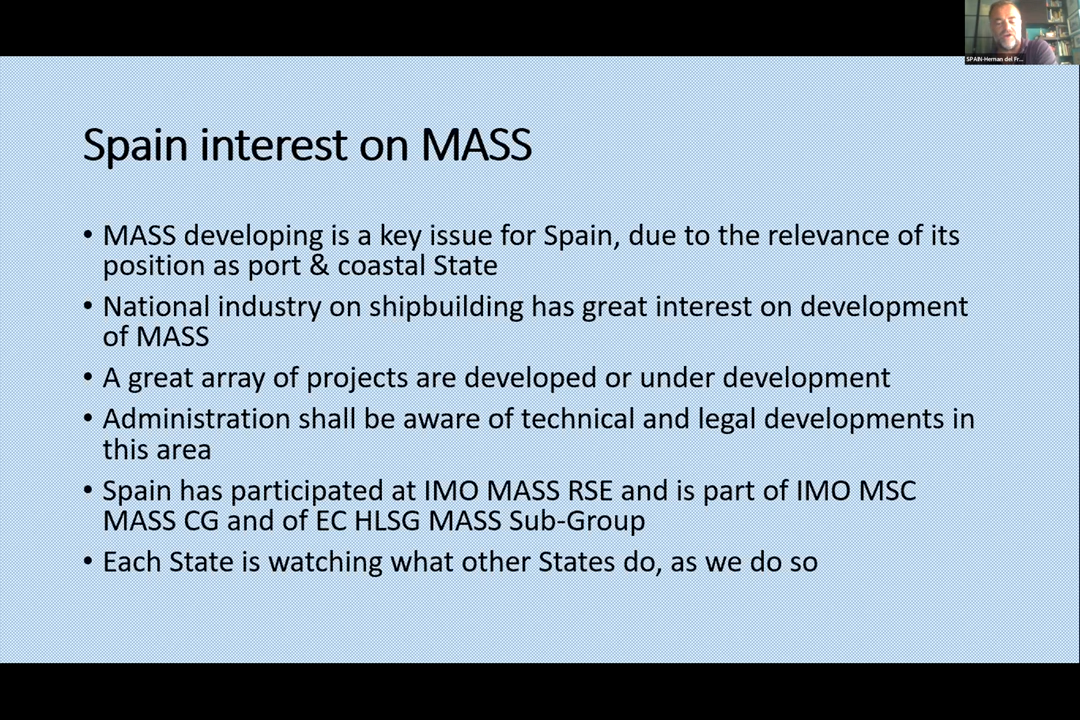 SPAIN-Hernan del Fr...
Spain interest on MASS
• MASS developing is a key issue for Spain, due to the relevance of its
position as port & coastal State
• National industry on shipbuilding has great interest on development
of MASS
• A great array of projects are developed or under development
• Administration shall be aware of technical and legal developments in
this area
• Spain has participated at IMO MASS RSE and is part of IMO MSC
MASS CG and of EC HLSG MASS Sub-Group
• Each State is watching what other States do, as we do so